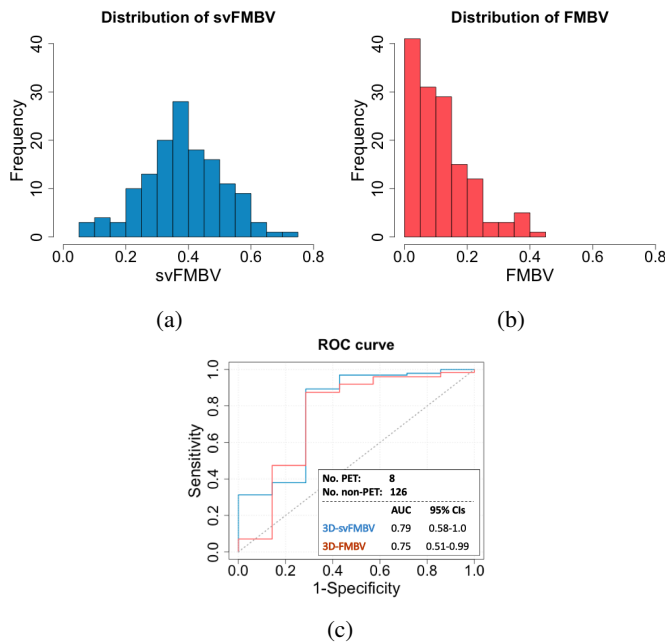 Distribution of svFMBV
Frequency
0 10 20 30 40
0.0 0.2 0.4 0.6 0.8
svFMBV
(a)
Distribution of FMBV
Frequency
0 10 20 30 40
0.0 0.2 0.4 0.6 0.8
FMBV
(b)
ROC curve
Sensitivity
0.0 0.2 0.4 0.6 0.8 1.0
No. PET: 8
No. non-PET: 126
AUC 95% CIs
3D-svFMBV 0.79 0.58-1.0
3D-FMBV 0.75 0.51-0.99
0.0 0.2 0.4 0.6 0.8 1.0
1-Specificity
(c)